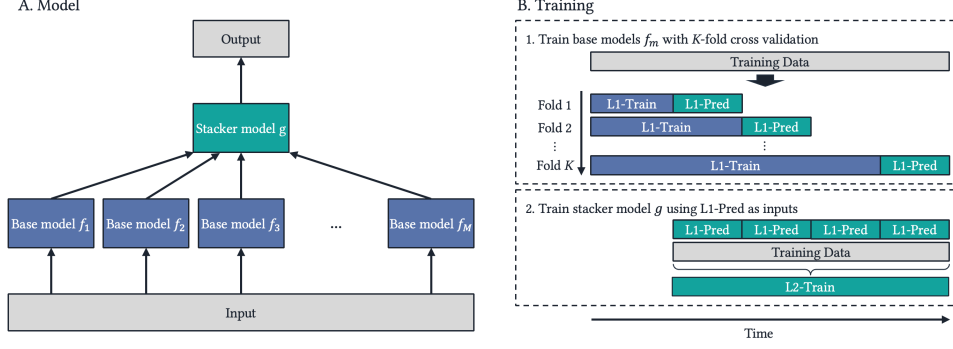 A. Model
Output
Stacker model g
Base model f₁
Base model f₂
Base model f₃
...
Base model f_M
Input
B. Training
1. Train base models f_m with K-fold cross validation
Training Data
Fold 1
L1-Train
L1-Pred
Fold 2
L1-Train
L1-Pred
⋮
⋮
Fold K
L1-Train
L1-Pred
2. Train stacker model g using L1-Pred as inputs
L1-Pred
L1-Pred
L1-Pred
L1-Pred
Training Data
L2-Train
Time